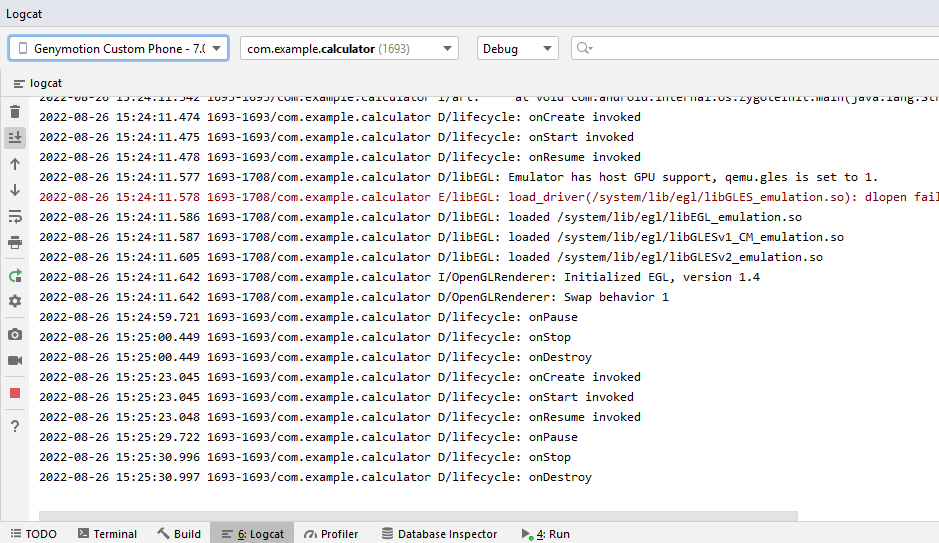 Logcat
Genymotion Custom Phone - 7.0
com.example.calculator (1693)
Debug
logcat
2022-08-26 15:24:11.342 1693-1693/com.example.calculator I/art:     at void com.android.internal.os.ZygoteInit.main(java.lang.Str
2022-08-26 15:24:11.474 1693-1693/com.example.calculator D/lifecycle: onCreate invoked
2022-08-26 15:24:11.475 1693-1693/com.example.calculator D/lifecycle: onStart invoked
2022-08-26 15:24:11.478 1693-1693/com.example.calculator D/lifecycle: onResume invoked
2022-08-26 15:24:11.577 1693-1708/com.example.calculator D/libEGL: Emulator has host GPU support, qemu.gles is set to 1.
2022-08-26 15:24:11.578 1693-1708/com.example.calculator E/libEGL: load_driver(/system/lib/egl/libGLES_emulation.so): dlopen fail
2022-08-26 15:24:11.586 1693-1708/com.example.calculator D/libEGL: loaded /system/lib/egl/libEGL_emulation.so
2022-08-26 15:24:11.587 1693-1708/com.example.calculator D/libEGL: loaded /system/lib/egl/libGLESv1_CM_emulation.so
2022-08-26 15:24:11.605 1693-1708/com.example.calculator D/libEGL: loaded /system/lib/egl/libGLESv2_emulation.so
2022-08-26 15:24:11.642 1693-1708/com.example.calculator I/OpenGLRenderer: Initialized EGL, version 1.4
2022-08-26 15:24:11.642 1693-1708/com.example.calculator D/OpenGLRenderer: Swap behavior 1
2022-08-26 15:24:59.721 1693-1693/com.example.calculator D/lifecycle: onPause
2022-08-26 15:25:00.449 1693-1693/com.example.calculator D/lifecycle: onStop
2022-08-26 15:25:00.449 1693-1693/com.example.calculator D/lifecycle: onDestroy
2022-08-26 15:25:23.045 1693-1693/com.example.calculator D/lifecycle: onCreate invoked
2022-08-26 15:25:23.045 1693-1693/com.example.calculator D/lifecycle: onStart invoked
2022-08-26 15:25:23.048 1693-1693/com.example.calculator D/lifecycle: onResume invoked
2022-08-26 15:25:29.722 1693-1693/com.example.calculator D/lifecycle: onPause
2022-08-26 15:25:30.996 1693-1693/com.example.calculator D/lifecycle: onStop
2022-08-26 15:25:30.997 1693-1693/com.example.calculator D/lifecycle: onDestroy
TODO
Terminal
Build
6: Logcat
Profiler
Database Inspector
4: Run